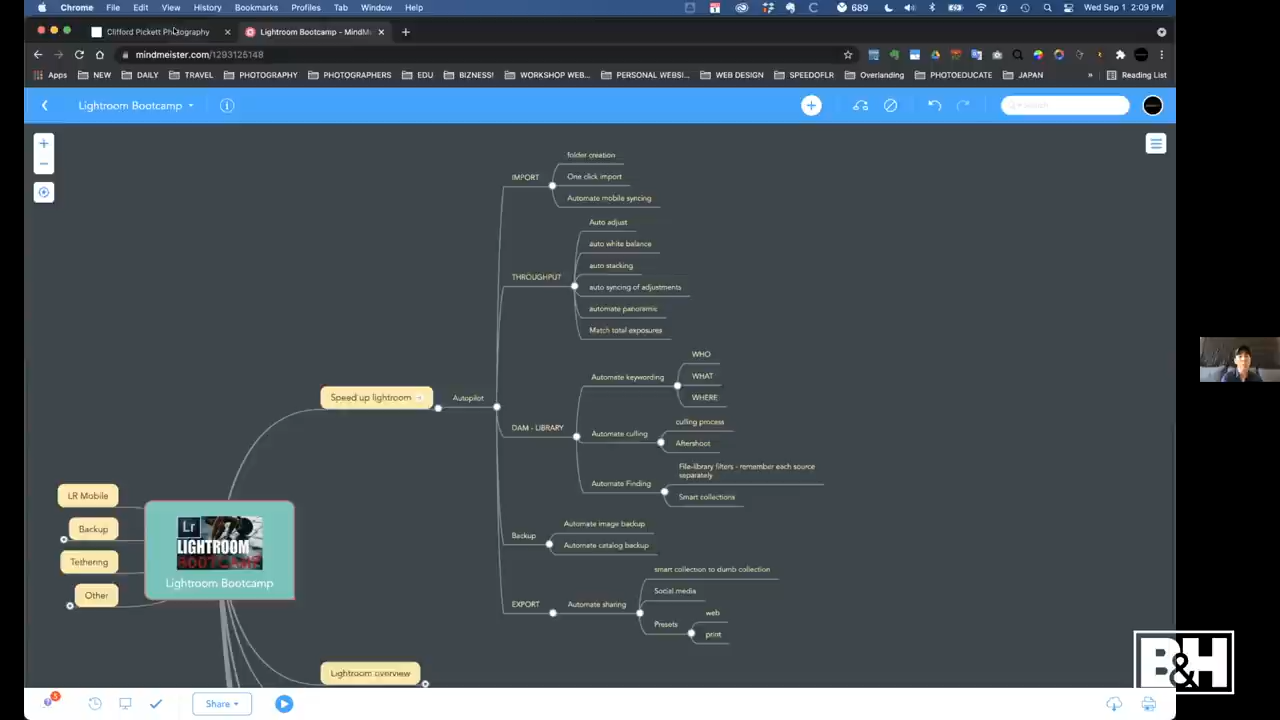 Chrome File Edit View History Bookmarks Profiles Tab Window Help 689 Wed Sep 1 2:09 PM
Clifford Pickett Photography Lightroom Bootcamp - MindMe
mindmeister.com/1293125148
Apps NEW DAILY TRAVEL PHOTOGRAPHY PHOTOGRAPHERS EDU BIZNESS! WORKSHOP WEB... PERSONAL WEBSI... WEB DESIGN SPEEDOFLR Overlanding PHOTOEDUCATE JAPAN » Reading List
Lightroom Bootcamp
folder creation
IMPORT
One click import
Automate mobile syncing
Auto adjust
auto white balance
auto stacking
THROUGHPUT
auto syncing of adjustments
automate panoramic
Match total exposures
WHO
Automate keywording
WHAT
WHERE
Speed up lightroom
Autopilot
culling process
DAM - LIBRARY
Automate culling
Aftershoot
File-library filters - remember each source
separately
Automate Finding
Smart collections
LR Mobile
Backup
Tethering
Other
Lr
LIGHTROOM
BOOTCAMP
Lightroom Bootcamp
Automate image backup
Backup
Automate catalog backup
smart collection to dumb collection
Social media
EXPORT
Automate sharing
web
Presets
print
Lightroom overview
B&H
5
Share